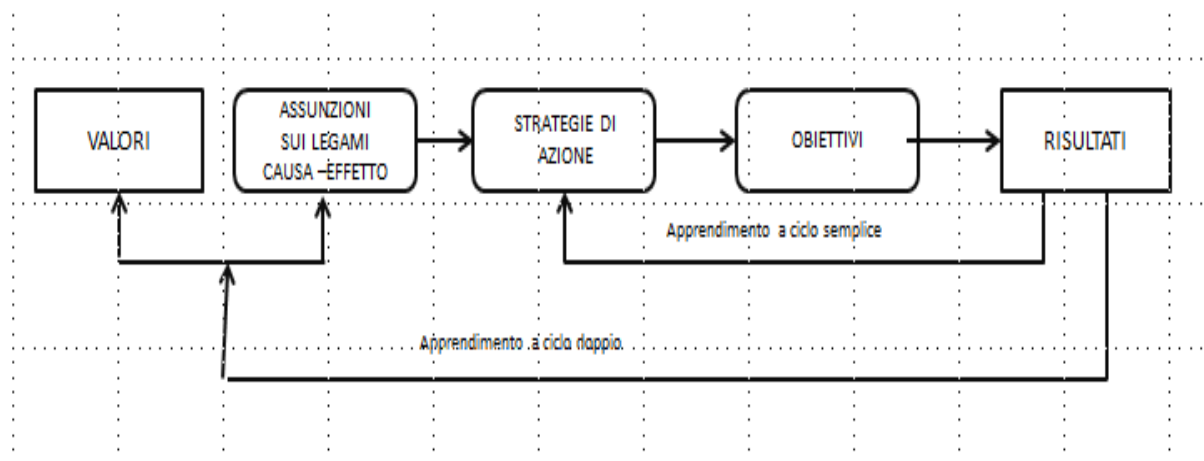 VALORI
ASSUNZIONI
SUI LEGAMI
CAUSA –EFFETTO
STRATEGIE DI
AZIONE
OBIETTIVI
RISULTATI
Apprendimento a ciclo semplice
Apprendimento a ciclo doppio